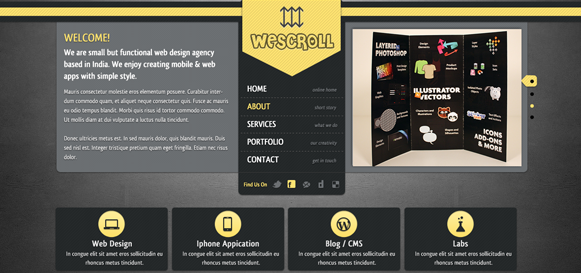 WELCOME!
We are small but functional web design agency
based in India. We enjoy creating mobile & web
apps with simple style.
Mauris consectetur molestie eros elementum posuere. Curabitur inter-
dum commodo quam, et aliquet neque consectetur quis. Fusce ac mauris
eu odio tempus blandit. Morbi quis risus id tortor commodo commodo.
Ut mollis diam at dui vulputate a luctus nulla tincidunt.
Donec ultricies metus est. In sed mauris dolor, quis blandit mauris. Duis
sed nisl est. Integer tristique pretium quam eget fringilla. Etiam nec risus
dolor.
WESCROLL
HOME online home
ABOUT short story
SERVICES what we do
PORTFOLIO our creativity
CONTACT get in touch
Find Us On
LAYERED
PHOTOSHOP
ILLUSTRATOR
VECTORS
ICONS
ADD-ONS
& MORE
Web Design
In congue elit sit amet eros sollicitudin eu
rhoncus metus tincidunt.
Iphone Appication
In congue elit sit amet eros sollicitudin eu
rhoncus metus tincidunt.
Blog / CMS
In congue elit sit amet eros sollicitudin eu
rhoncus metus tincidunt.
Labs
In congue elit sit amet eros sollicitudin eu
rhoncus metus tincidunt.